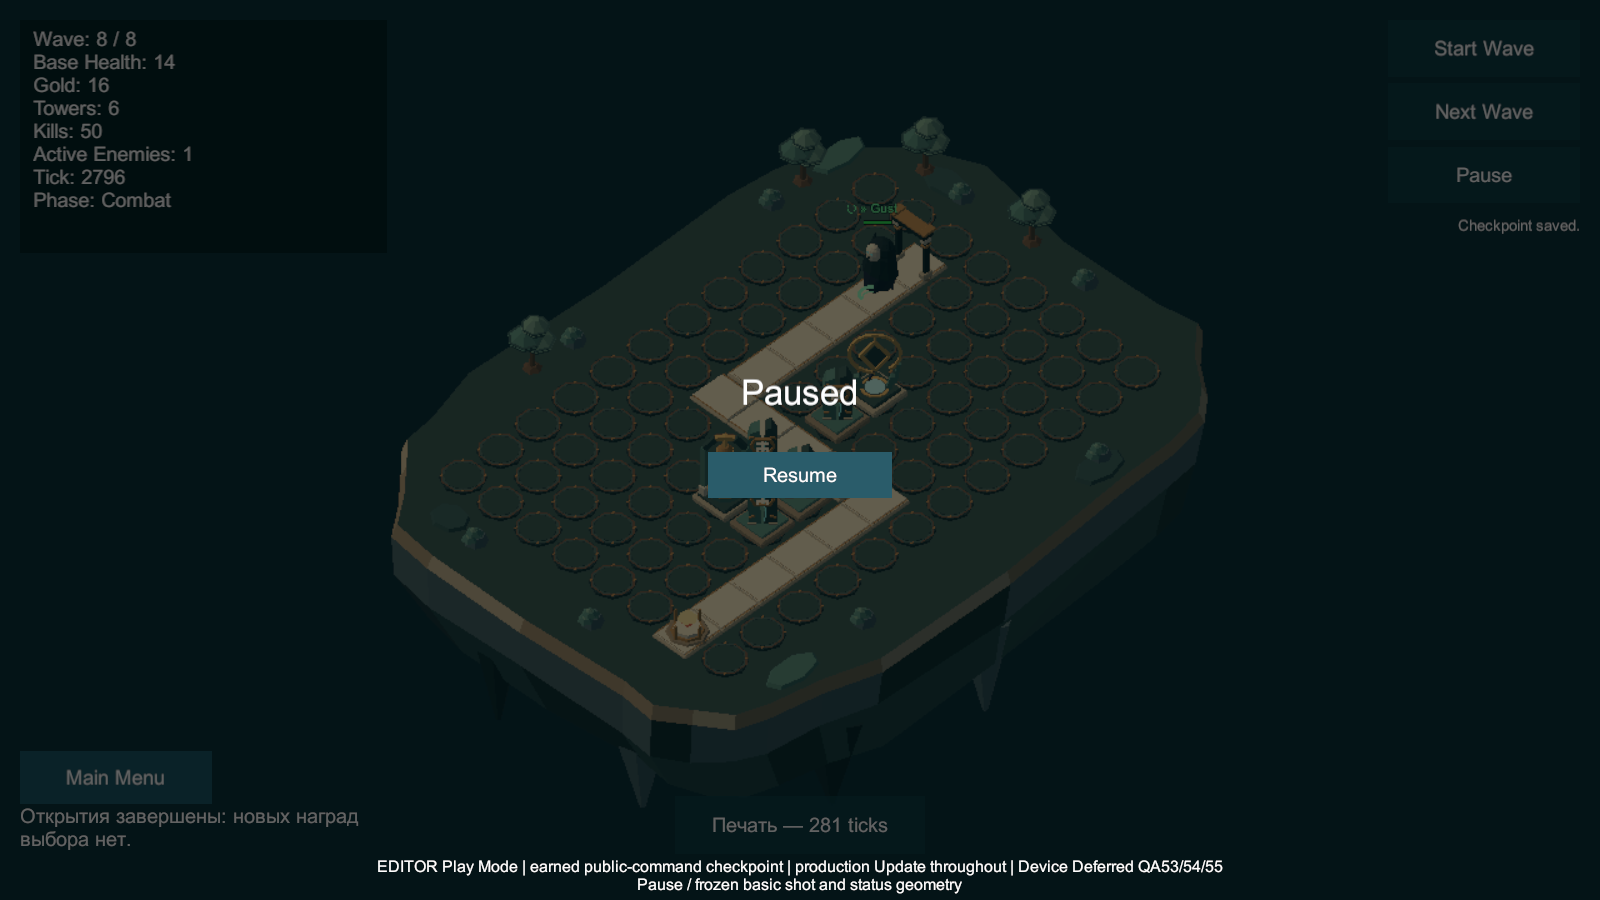 Wave: 8 / 8
Base Health: 14
Gold: 16
Towers: 6
Kills: 50
Active Enemies: 1
Tick: 2796
Phase: Combat
Start Wave
Next Wave
Pause
Checkpoint saved.
Gust
Paused
Resume
Main Menu
Открытия завершены: новых наград
выбора нет.
Печать — 281 ticks
EDITOR Play Mode | earned public-command checkpoint | production Update throughout | Device Deferred QA53/54/55
Pause / frozen basic shot and status geometry